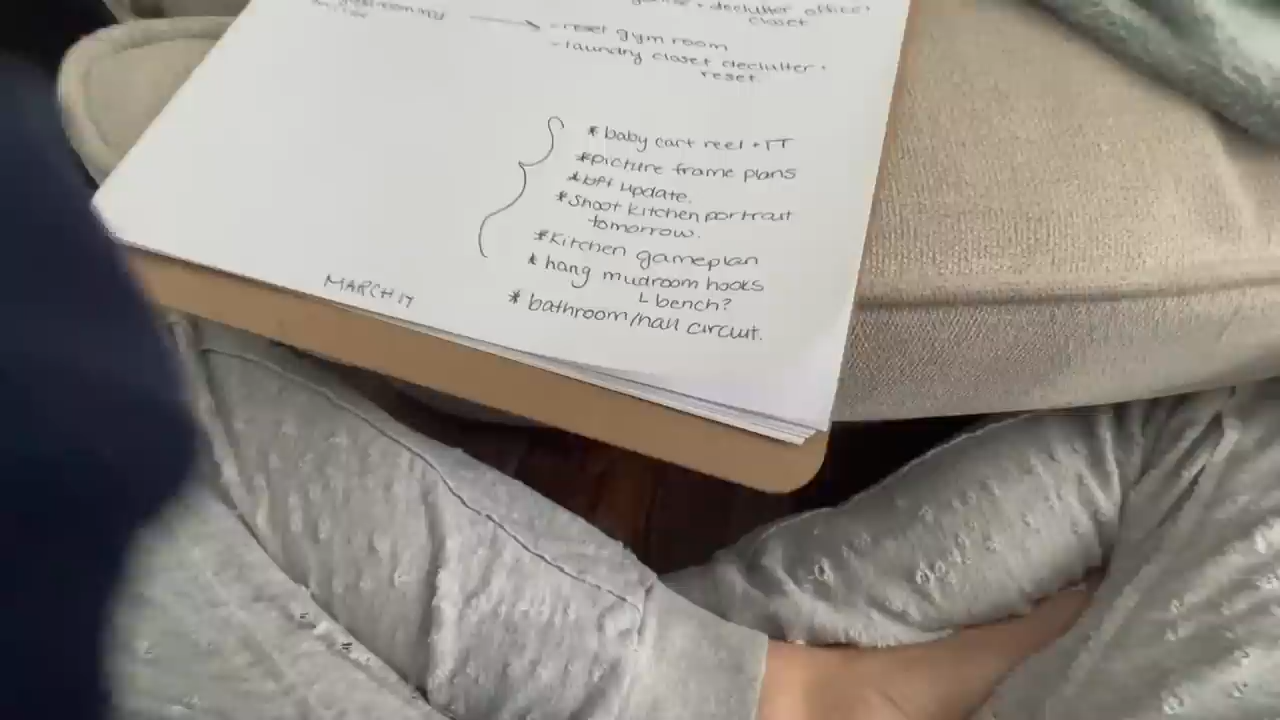 declutter office +
closet
- reset gym room
- laundry closet declutter +
reset.
* baby cart reel + TT
* picture frame plans
* bff update.
* Shoot kitchen portrait
tomorrow.
* Kitchen gameplan
* hang mudroom hooks
L bench?
* bathroom/hall circuit.
MARCH 17